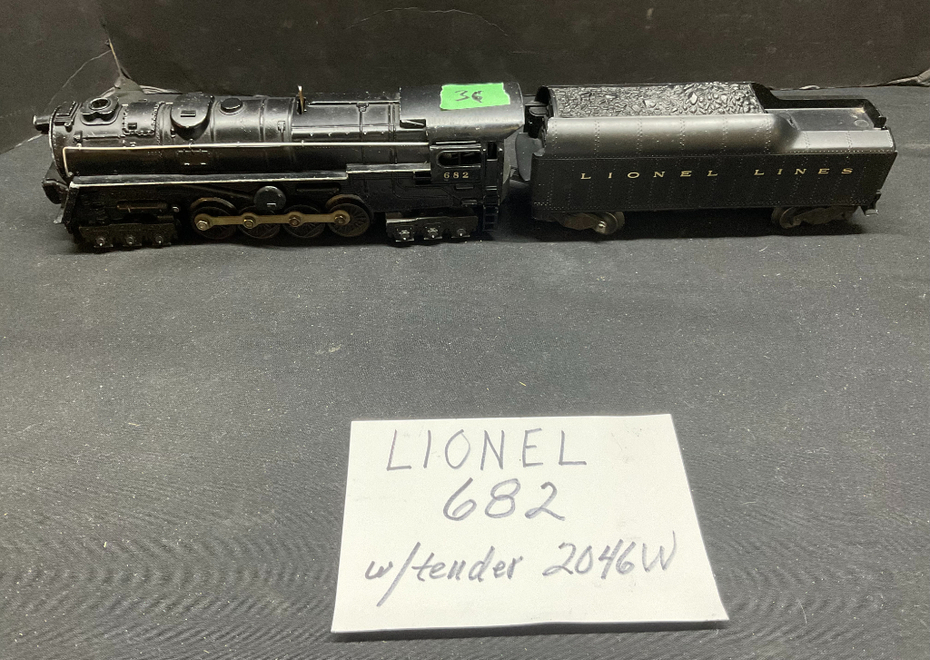 36
682
LIONEL LINES
LIONEL
682
w/tender 2046W